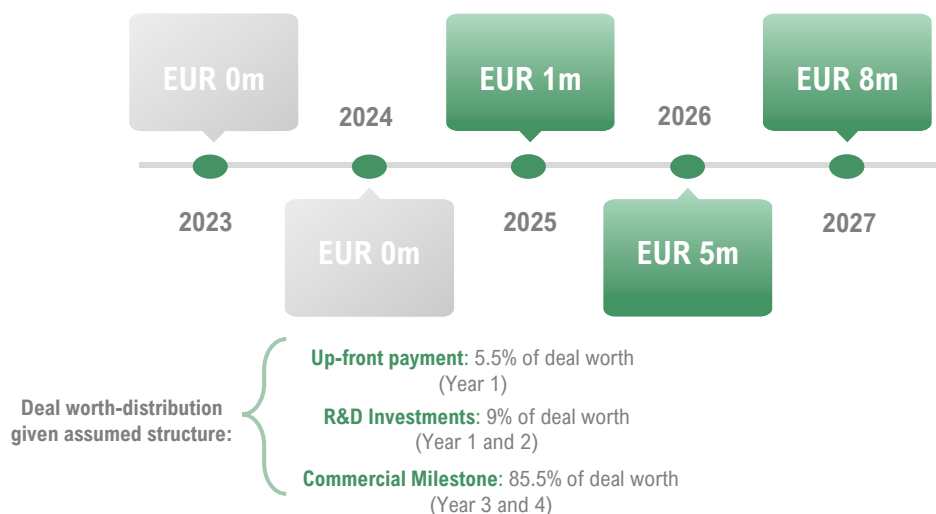 EUR 0m
EUR 1m
EUR 8m
2024
2026
2023
2025
2027
EUR 0m
EUR 5m
Up-front payment: 5.5% of deal worth
(Year 1)
Deal worth-distribution
given assumed structure:
R&D Investments: 9% of deal worth
(Year 1 and 2)
Commercial Milestone: 85.5% of deal worth
(Year 3 and 4)